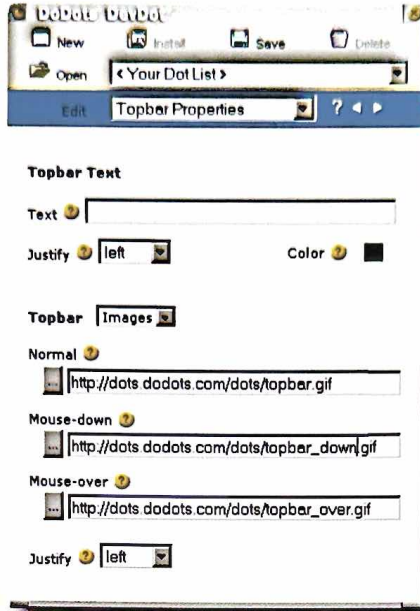 DoDots DevDot
New Install Save Delete
Open < Your Dot List >
Edit Topbar Properties ?
Topbar Text
Text ?
Justify ? left Color ?
Topbar Images
Normal ?
... http://dots.dodots.com/dots/topbar.gif
Mouse-down ?
... http://dots.dodots.com/dots/topbar_down.gif
Mouse-over ?
... http://dots.dodots.com/dots/topbar_over.gif
Justify ? left